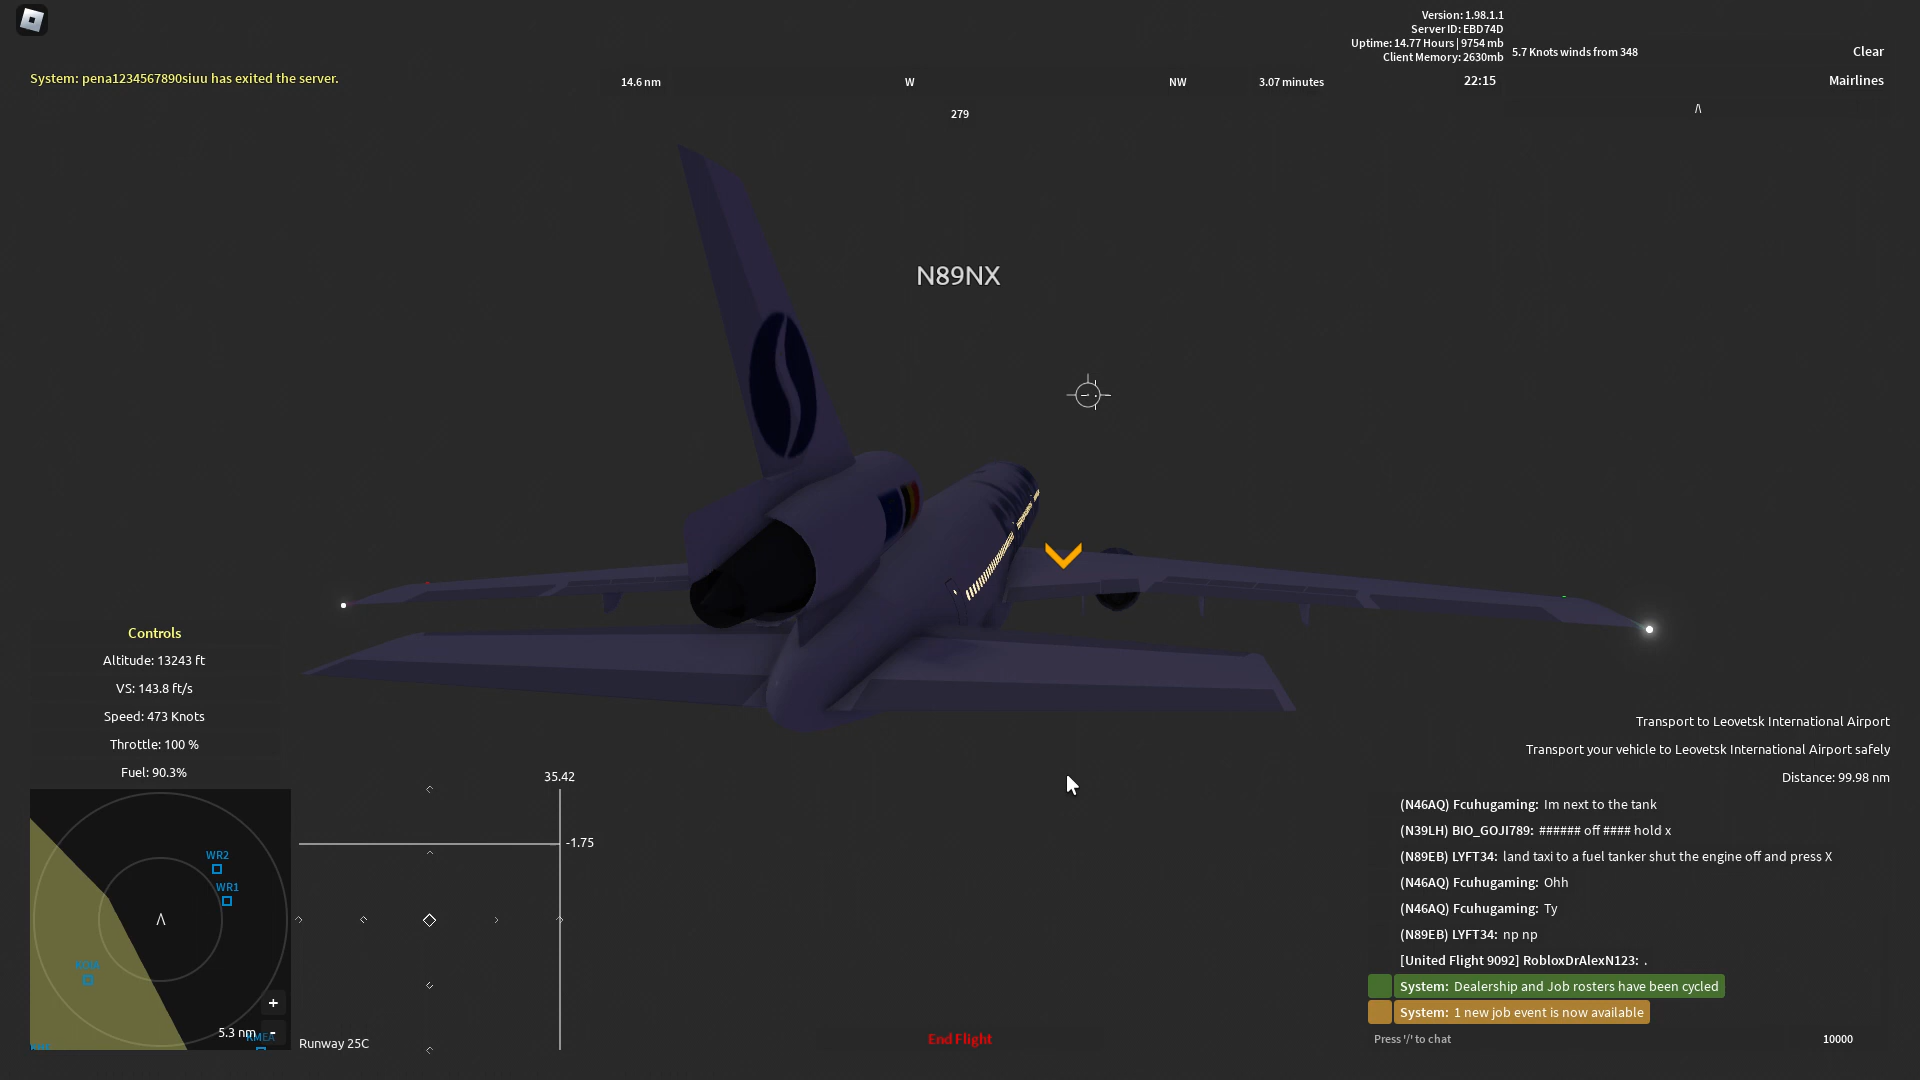 Version: 1.98.1.1
Server ID: EBD74D
Uptime: 14.77 Hours | 9754 mb
Client Memory: 2630mb
5.7 Knots winds from 348
Clear
System: pena1234567890siuu has exited the server.
14.6 nm
W
NW
3.07 minutes
22:15
Mairlines
279
N89NX
Controls
Altitude: 13243 ft
VS: 143.8 ft/s
Speed: 473 Knots
Throttle: 100 %
Fuel: 90.3%
35.42
-1.75
WR2
WR1
+
5.3 nm
-
KMEA
Runway 25C
End Flight
Transport to Leovetsk International Airport
Transport your vehicle to Leovetsk International Airport safely
Distance: 99.98 nm
(N46AQ) Fcuhugaming: Im next to the tank
(N39LH) BIO_GOJI789: ###### off #### hold x
(N89EB) LYFT34: land taxi to a fuel tanker shut the engine off and press X
(N46AQ) Fcuhugaming: Ohh
(N46AQ) Fcuhugaming: Ty
(N89EB) LYFT34: np np
[United Flight 9092] RobloxDrAlexN123: .
System: Dealership and Job rosters have been cycled
System: 1 new job event is now available
Press '/' to chat
10000